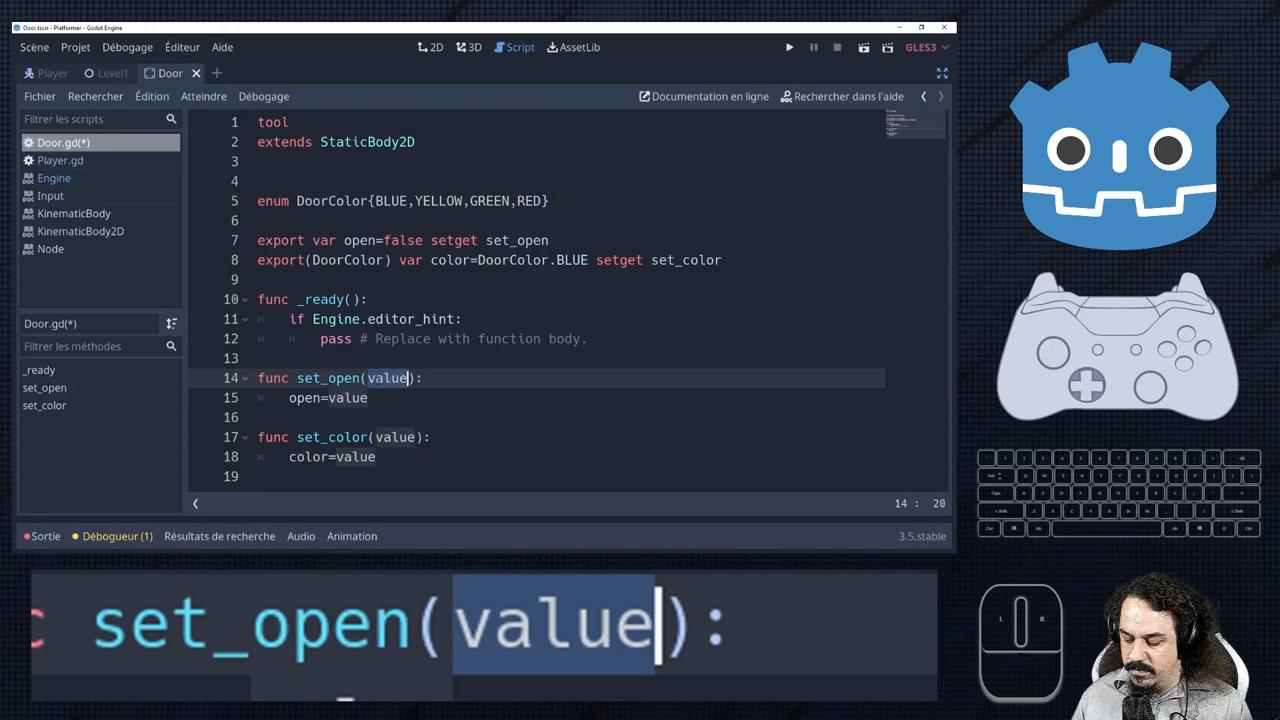 Door.tscn - Platformer - Godot Engine
Scène Projet Débogage Éditeur Aide
2D 3D Script AssetLib
GLES3
Player Level1 Door
Fichier Rechercher Édition Atteindre Débogage
Documentation en ligne Rechercher dans l'aide
Filtrer les scripts
Door.gd(*)
Player.gd
Engine
Input
KinematicBody
KinematicBody2D
Node
Door.gd(*)
Filtrer les méthodes
_ready
set_open
set_color
1 tool
2 extends StaticBody2D
3
4
5 enum DoorColor{BLUE,YELLOW,GREEN,RED}
6
7 export var open=false setget set_open
8 export(DoorColor) var color=DoorColor.BLUE setget set_color
9
10 func _ready():
11 if Engine.editor_hint:
12 pass # Replace with function body.
13
14 func set_open(value):
15 open=value
16
17 func set_color(value):
18 color=value
19
14 : 20
Sortie Débogueur (1) Résultats de recherche Audio Animation
3.5.stable
set_open(value):
L R